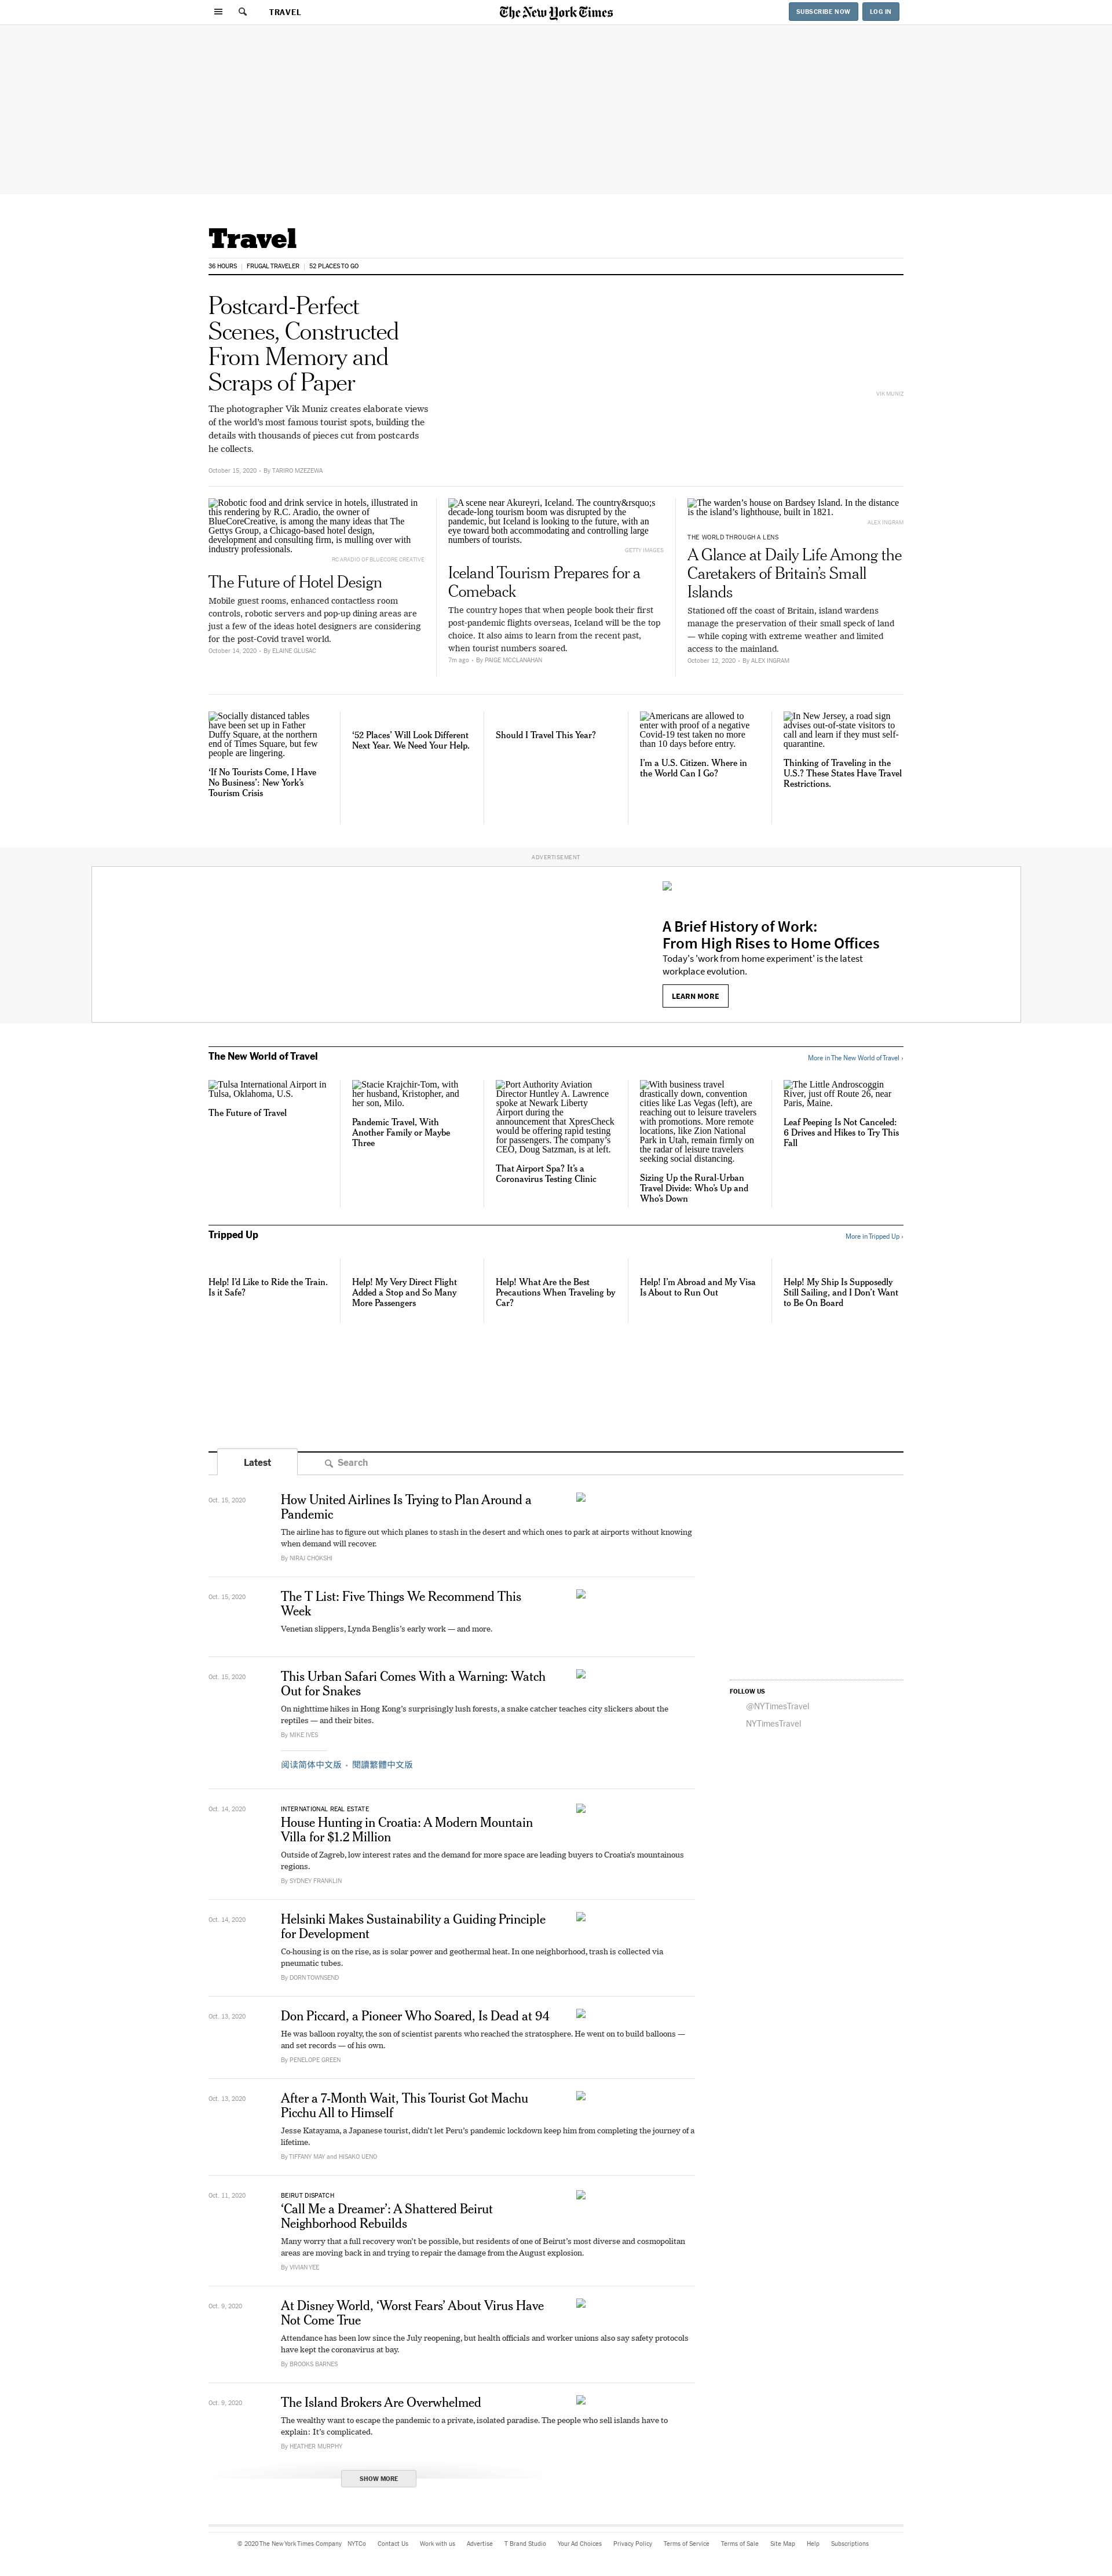 TRAVEL
The New York Times
SUBSCRIBE NOW
LOG IN
Travel
36 HOURS
FRUGAL TRAVELER
52 PLACES TO GO
Postcard-Perfect
Scenes, Constructed
From Memory and
Scraps of Paper
The photographer Vik Muniz creates elaborate views
of the world's most famous tourist spots, building the
details with thousands of pieces cut from postcards
he collects.
October 15, 2020 • By TARIRO MZEZEWA
VIK MUNIZ
Robotic food and drink service in hotels, illustrated in
this rendering by R.C. Aradio, the owner of
BlueCoreCreative, is among the many ideas that The
Gettys Group, a Chicago-based hotel design,
development and consulting firm, is mulling over with
industry professionals.
RC ARADIO OF BLUECORE CREATIVE
The Future of Hotel Design
Mobile guest rooms, enhanced contactless room
controls, robotic servers and pop-up dining areas are
just a few of the ideas hotel designers are considering
for the post-Covid travel world.
October 14, 2020 • By ELAINE GLUSAC
A scene near Akureyri, Iceland. The country&rsquo;s
decade-long tourism boom was disrupted by the
pandemic, but Iceland is looking to the future, with an
eye toward both accommodating and controlling large
numbers of tourists.
GETTY IMAGES
Iceland Tourism Prepares for a
Comeback
The country hopes that when people book their first
post-pandemic flights overseas, Iceland will be the top
choice. It also aims to learn from the recent past,
when tourist numbers soared.
7m ago • By PAIGE MCCLANAHAN
The warden’s house on Bardsey Island. In the distance
is the island’s lighthouse, built in 1821.
ALEX INGRAM
THE WORLD THROUGH A LENS
A Glance at Daily Life Among the
Caretakers of Britain’s Small
Islands
Stationed off the coast of Britain, island wardens
manage the preservation of their small speck of land
— while coping with extreme weather and limited
access to the mainland.
October 12, 2020 • By ALEX INGRAM
Socially distanced tables
have been set up in Father
Duffy Square, at the northern
end of Times Square, but few
people are lingering.
‘If No Tourists Come, I Have
No Business’: New York’s
Tourism Crisis
‘52 Places’ Will Look Different
Next Year. We Need Your Help.
Should I Travel This Year?
Americans are allowed to
enter with proof of a negative
Covid-19 test taken no more
than 10 days before entry.
I’m a U.S. Citizen. Where in
the World Can I Go?
In New Jersey, a road sign
advises out-of-state visitors to
call and learn if they must self-
quarantine.
Thinking of Traveling in the
U.S.? These States Have Travel
Restrictions.
ADVERTISEMENT
A Brief History of Work:
From High Rises to Home Offices
Today's 'work from home experiment' is the latest
workplace evolution.
LEARN MORE
The New World of Travel
More in The New World of Travel ›
Tulsa International Airport in
Tulsa, Oklahoma, U.S.
The Future of Travel
Stacie Krajchir-Tom, with
her husband, Kristopher, and
her son, Milo.
Pandemic Travel, With
Another Family or Maybe
Three
Port Authority Aviation
Director Huntley A. Lawrence
spoke at Newark Liberty
Airport during the
announcement that XpresCheck
would be offering rapid testing
for passengers. The company’s
CEO, Doug Satzman, is at left.
That Airport Spa? It’s a
Coronavirus Testing Clinic
With business travel
drastically down, convention
cities like Las Vegas (left), are
reaching out to leisure travelers
with promotions. More remote
locations, like Zion National
Park in Utah, remain firmly on
the radar of leisure travelers
seeking social distancing.
Sizing Up the Rural-Urban
Travel Divide: Who’s Up and
Who’s Down
The Little Androscoggin
River, just off Route 26, near
Paris, Maine.
Leaf Peeping Is Not Canceled:
6 Drives and Hikes to Try This
Fall
Tripped Up
More in Tripped Up ›
Help! I’d Like to Ride the Train.
Is it Safe?
Help! My Very Direct Flight
Added a Stop and So Many
More Passengers
Help! What Are the Best
Precautions When Traveling by
Car?
Help! I’m Abroad and My Visa
Is About to Run Out
Help! My Ship Is Supposedly
Still Sailing, and I Don’t Want
to Be On Board
Latest
Search
Oct. 15, 2020
How United Airlines Is Trying to Plan Around a
Pandemic
The airline has to figure out which planes to stash in the desert and which ones to park at airports without knowing
when demand will recover.
By NIRAJ CHOKSHI
Oct. 15, 2020
The T List: Five Things We Recommend This
Week
Venetian slippers, Lynda Benglis’s early work — and more.
Oct. 15, 2020
This Urban Safari Comes With a Warning: Watch
Out for Snakes
On nighttime hikes in Hong Kong’s surprisingly lush forests, a snake catcher teaches city slickers about the
reptiles — and their bites.
By MIKE IVES
阅读简体中文版 • 閱讀繁體中文版
FOLLOW US
@NYTimesTravel
NYTimesTravel
Oct. 14, 2020
INTERNATIONAL REAL ESTATE
House Hunting in Croatia: A Modern Mountain
Villa for $1.2 Million
Outside of Zagreb, low interest rates and the demand for more space are leading buyers to Croatia’s mountainous
regions.
By SYDNEY FRANKLIN
Oct. 14, 2020
Helsinki Makes Sustainability a Guiding Principle
for Development
Co-housing is on the rise, as is solar power and geothermal heat. In one neighborhood, trash is collected via
pneumatic tubes.
By DORN TOWNSEND
Oct. 13, 2020
Don Piccard, a Pioneer Who Soared, Is Dead at 94
He was balloon royalty, the son of scientist parents who reached the stratosphere. He went on to build balloons —
and set records — of his own.
By PENELOPE GREEN
Oct. 13, 2020
After a 7-Month Wait, This Tourist Got Machu
Picchu All to Himself
Jesse Katayama, a Japanese tourist, didn’t let Peru’s pandemic lockdown keep him from completing the journey of a
lifetime.
By TIFFANY MAY and HISAKO UENO
Oct. 11, 2020
BEIRUT DISPATCH
‘Call Me a Dreamer’: A Shattered Beirut
Neighborhood Rebuilds
Many worry that a full recovery won’t be possible, but residents of one of Beirut’s most diverse and cosmopolitan
areas are moving back in and trying to repair the damage from the August explosion.
By VIVIAN YEE
Oct. 9, 2020
At Disney World, ‘Worst Fears’ About Virus Have
Not Come True
Attendance has been low since the July reopening, but health officials and worker unions also say safety protocols
have kept the coronavirus at bay.
By BROOKS BARNES
Oct. 9, 2020
The Island Brokers Are Overwhelmed
The wealthy want to escape the pandemic to a private, isolated paradise. The people who sell islands have to
explain: It’s complicated.
By HEATHER MURPHY
SHOW MORE
© 2020 The New York Times Company NYTCo Contact Us Work with us Advertise T Brand Studio Your Ad Choices Privacy Policy Terms of Service Terms of Sale Site Map Help Subscriptions